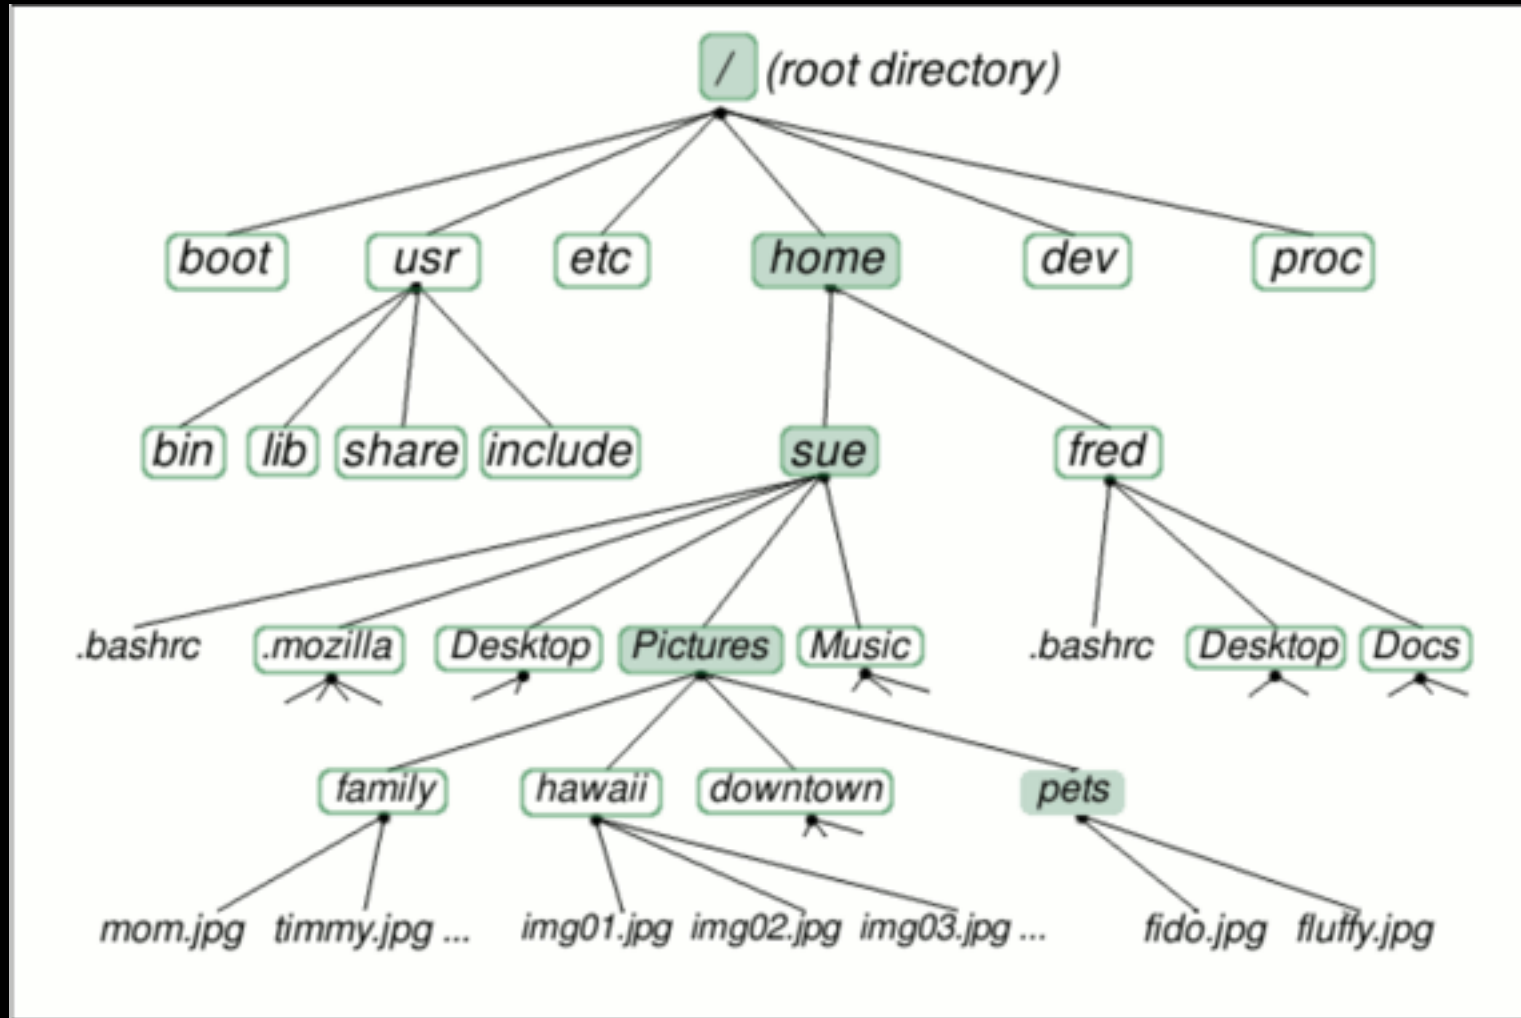 / (root directory)
boot usr etc home dev proc
bin lib share include sue fred
.bashrc .mozilla Desktop Pictures Music .bashrc Desktop Docs
family hawaii downtown pets
mom.jpg timmy.jpg ... img01.jpg img02.jpg img03.jpg ... fido.jpg fluffy.jpg